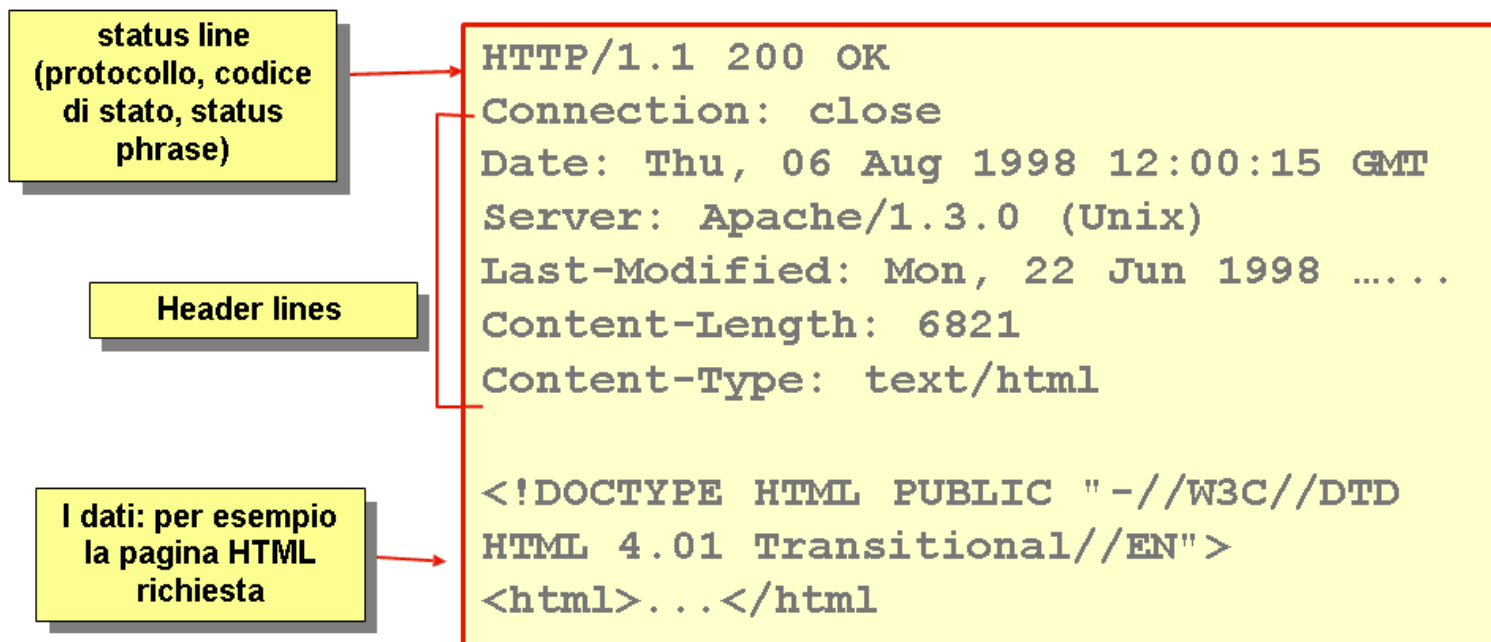 status line
(protocollo, codice
di stato, status
phrase)
HTTP/1.1 200 OK
Connection: close
Date: Thu, 06 Aug 1998 12:00:15 GMT
Server: Apache/1.3.0 (Unix)
Last-Modified: Mon, 22 Jun 1998 …...
Content-Length: 6821
Content-Type: text/html
Header lines
I dati: per esempio
la pagina HTML
richiesta
<!DOCTYPE HTML PUBLIC "-//W3C//DTD
HTML 4.01 Transitional//EN">
<html>...</html